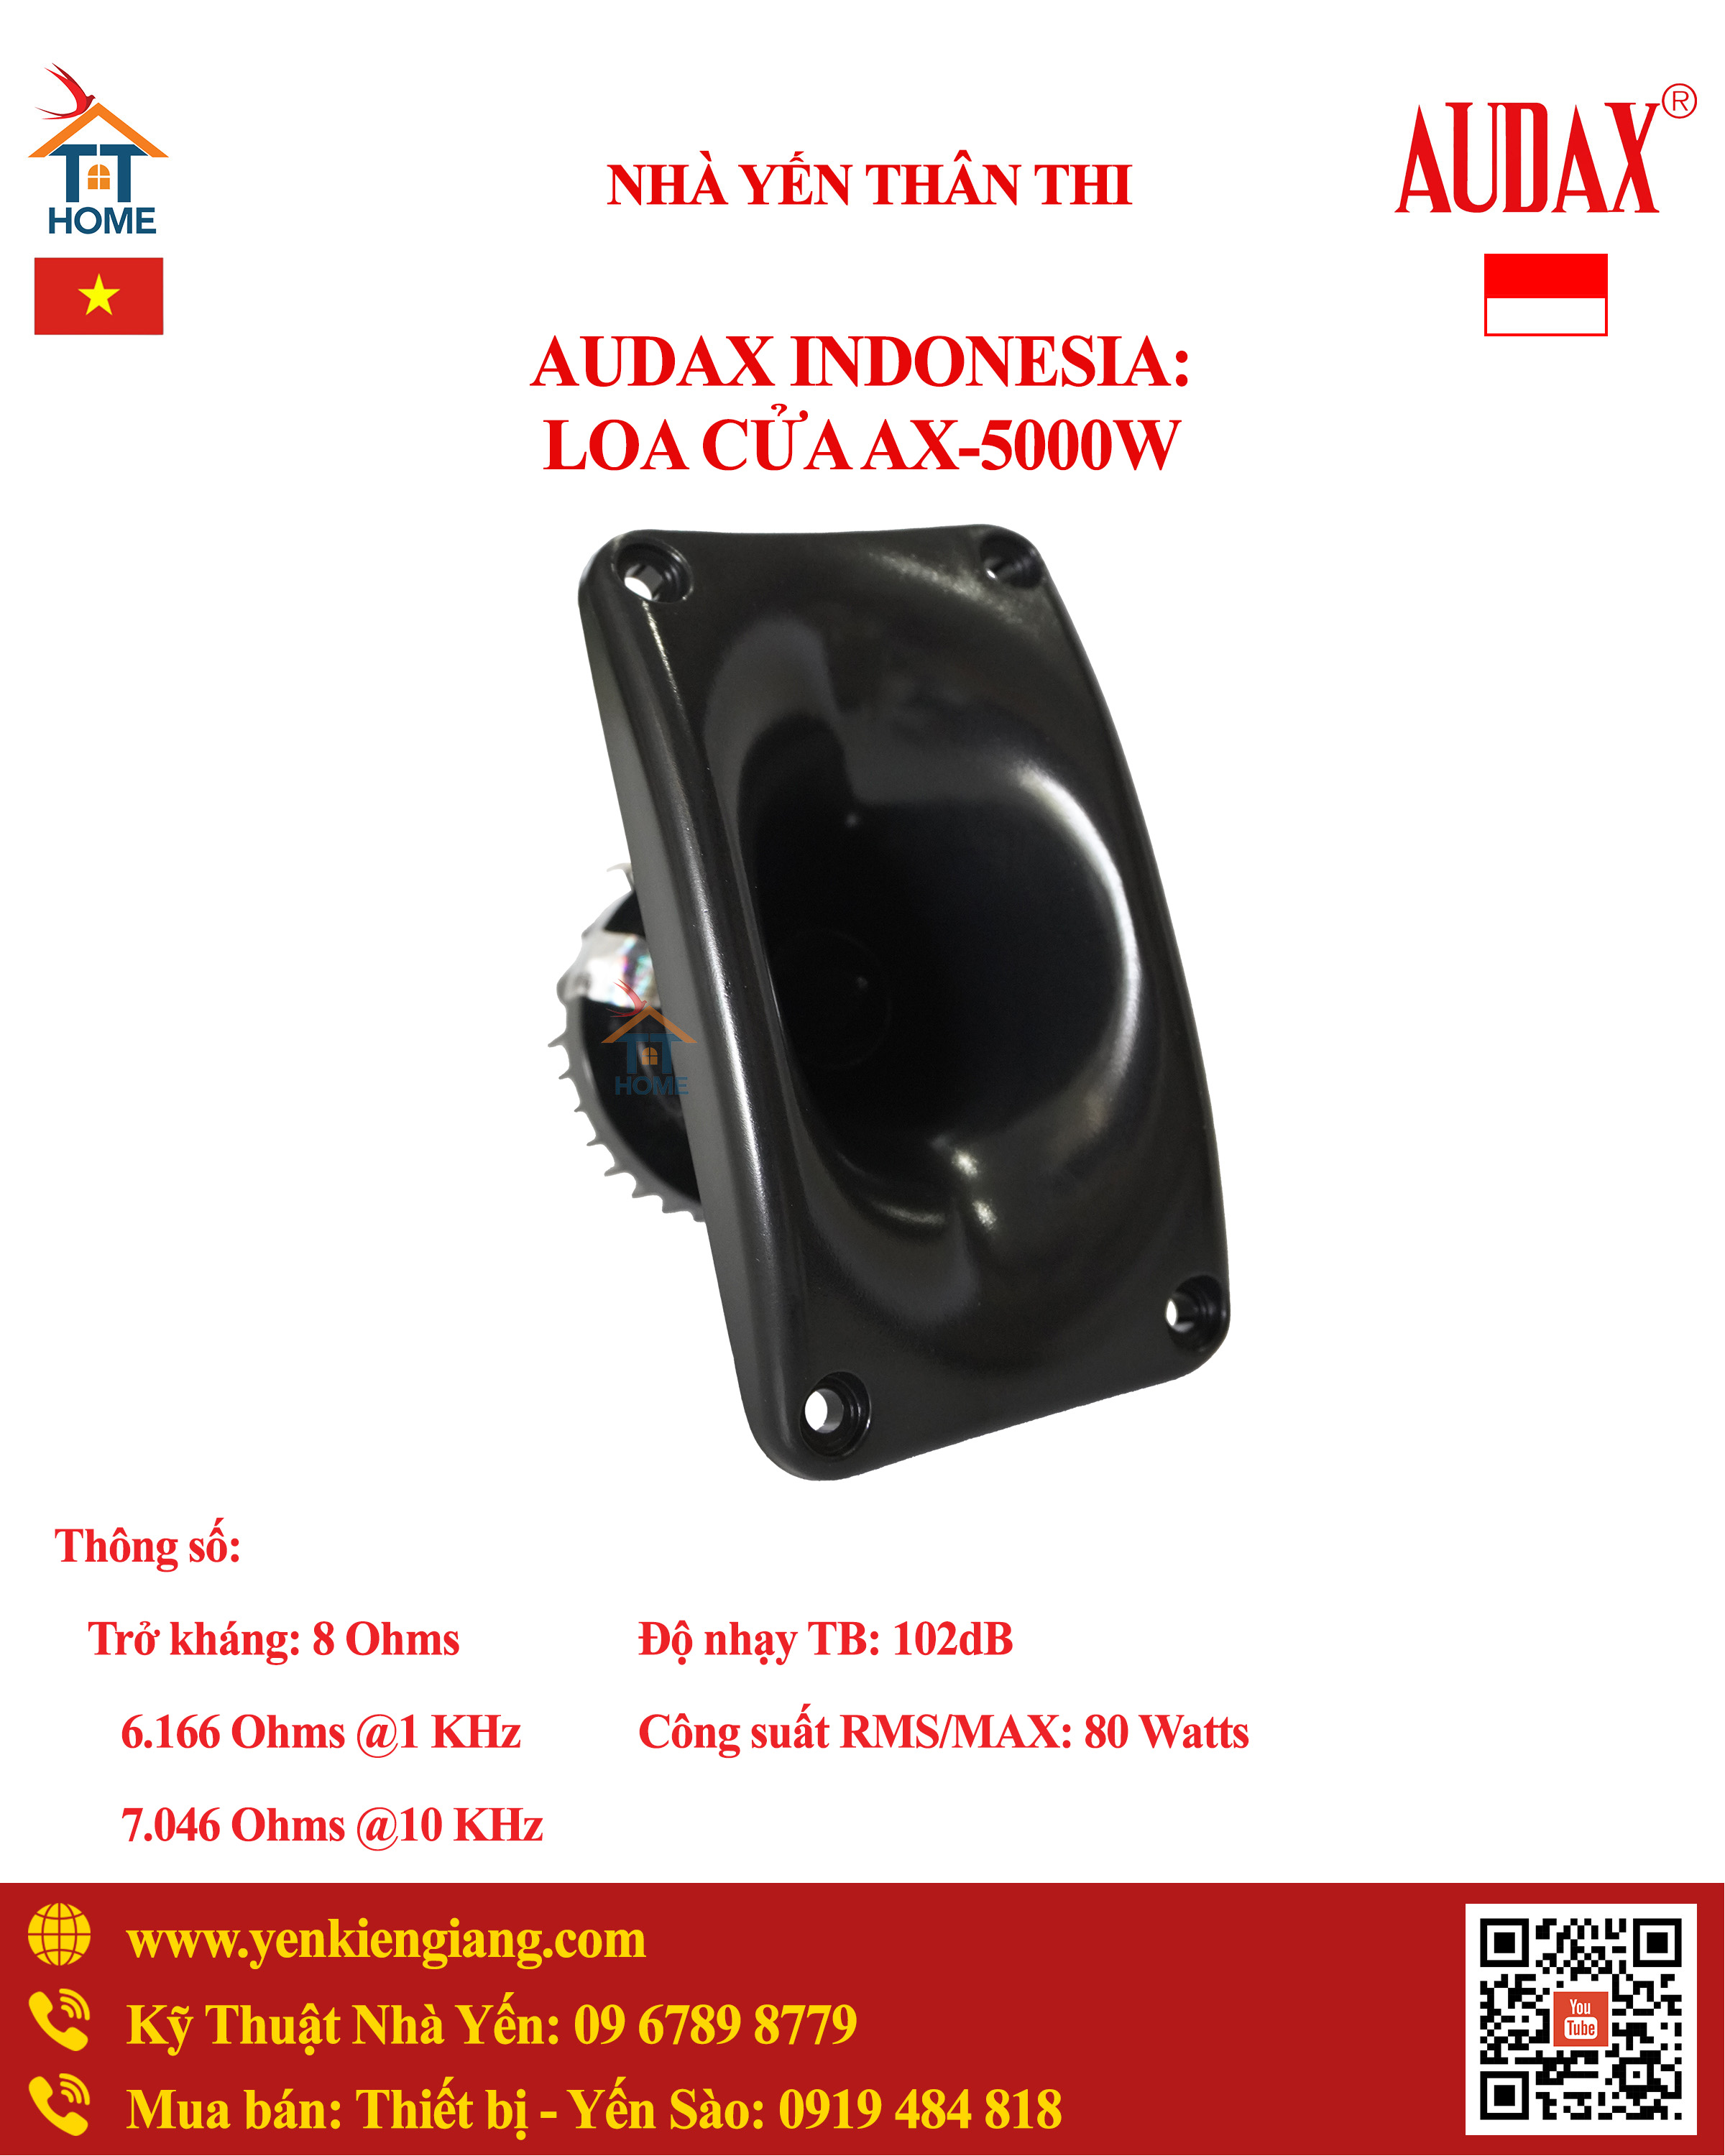 TT
HOME
NHÀ YẾN THÂN THI
AUDAX®
AUDAX INDONESIA:
LOA CỬA AX-5000W
TT
HOME
Thông số:
Trở kháng: 8 Ohms
6.166 Ohms @1 KHz
7.046 Ohms @10 KHz
Độ nhạy TB: 102dB
Công suất RMS/MAX: 80 Watts
www.yenkiengiang.com
Kỹ Thuật Nhà Yến: 09 6789 8779
Mua bán: Thiết bị - Yến Sào: 0919 484 818
You
Tube